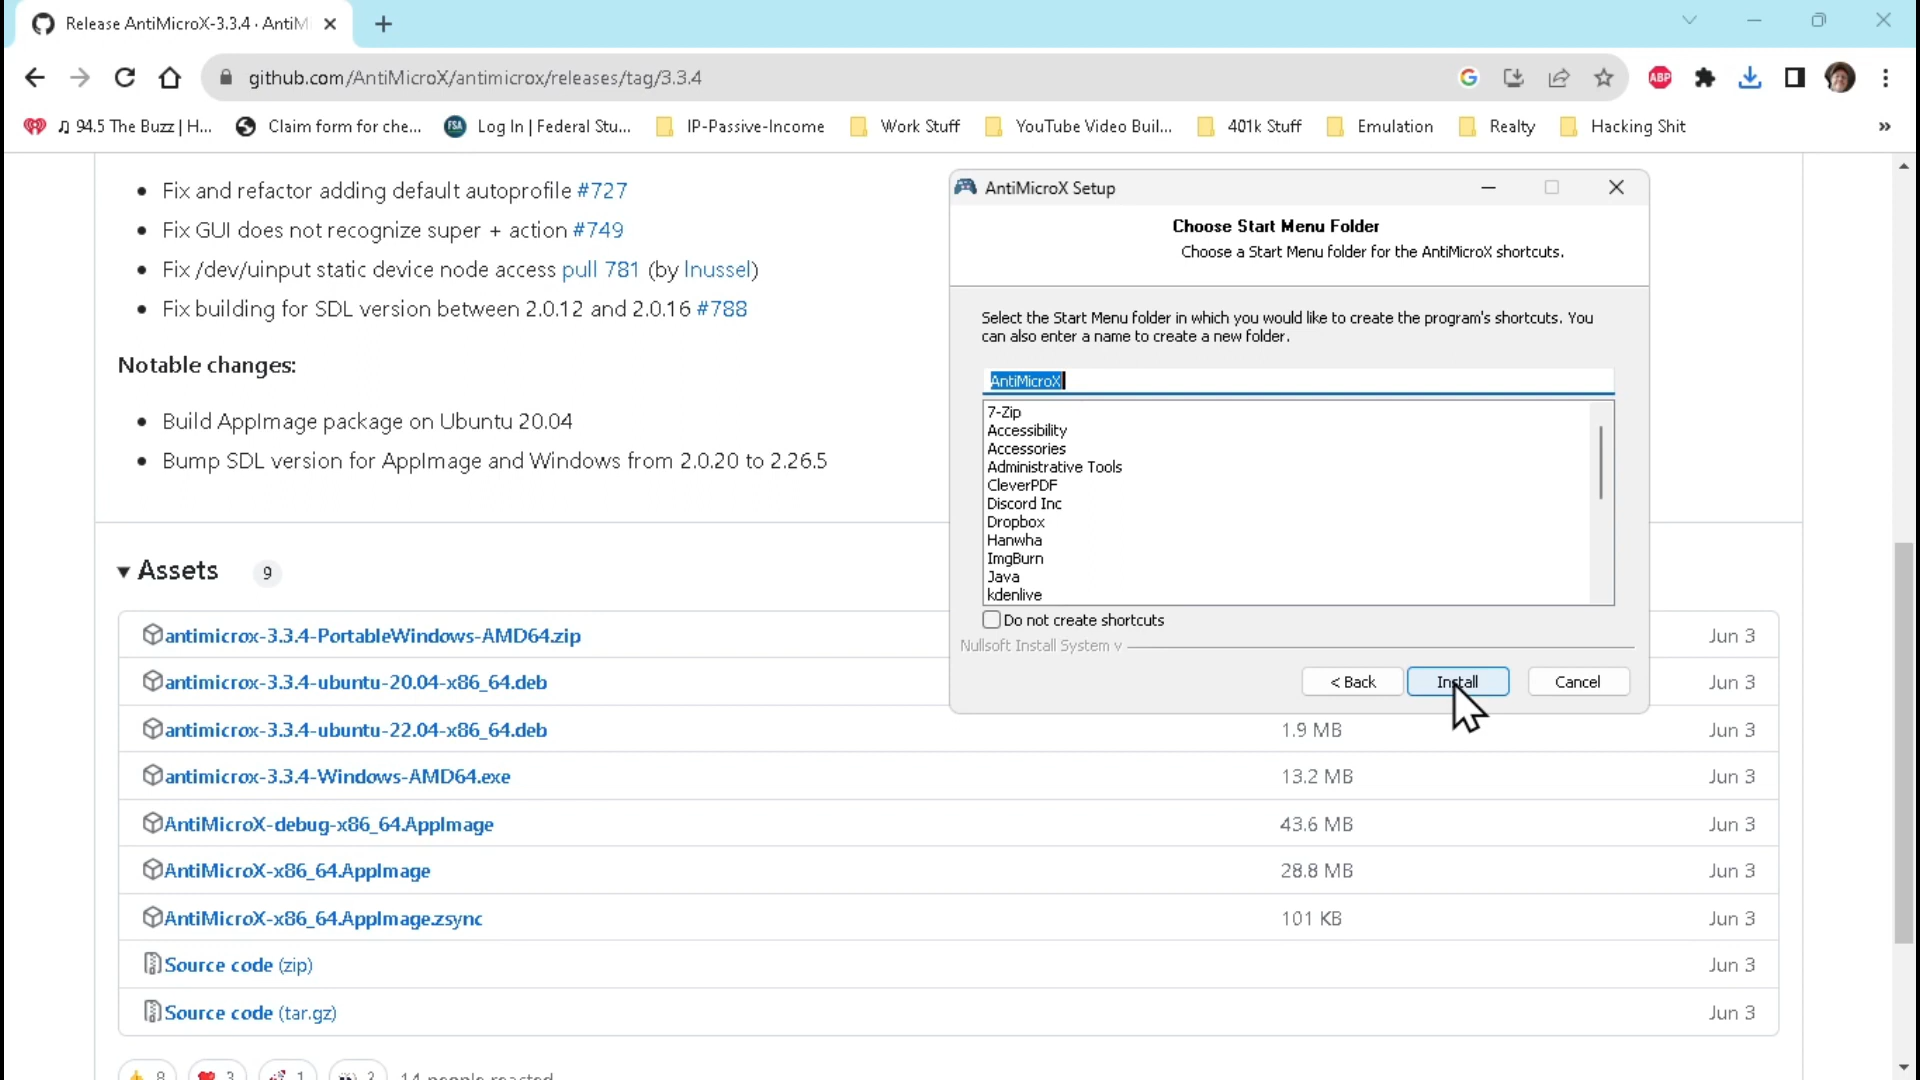 Release AntiMicroX-3.3.4 · AntiM
github.com/AntiMicroX/antimicrox/releases/tag/3.3.4
ABP
♫ 94.5 The Buzz | H...
Claim form for che...
FSA
Log In | Federal Stu...
IP-Passive-Income
Work Stuff
YouTube Video Buil...
401k Stuff
Emulation
Realty
Hacking Shit
»
• Fix and refactor adding default autoprofile #727
• Fix GUI does not recognize super + action #749
• Fix /dev/uinput static device node access pull 781 (by lnussel)
• Fix building for SDL version between 2.0.12 and 2.0.16 #788
Notable changes:
• Build AppImage package on Ubuntu 20.04
• Bump SDL version for AppImage and Windows from 2.0.20 to 2.26.5
AntiMicroX Setup
Choose Start Menu Folder
Choose a Start Menu folder for the AntiMicroX shortcuts.
Select the Start Menu folder in which you would like to create the program's shortcuts. You
can also enter a name to create a new folder.
AntiMicroX
7-Zip
Accessibility
Accessories
Administrative Tools
CleverPDF
Discord Inc
Dropbox
Hanwha
ImgBurn
Java
kdenlive
Do not create shortcuts
Nullsoft Install System v
< Back
Install
Cancel
Assets 9
antimicrox-3.3.4-PortableWindows-AMD64.zip Jun 3
antimicrox-3.3.4-ubuntu-20.04-x86_64.deb Jun 3
antimicrox-3.3.4-ubuntu-22.04-x86_64.deb 1.9 MB Jun 3
antimicrox-3.3.4-Windows-AMD64.exe 13.2 MB Jun 3
AntiMicroX-debug-x86_64.AppImage 43.6 MB Jun 3
AntiMicroX-x86_64.AppImage 28.8 MB Jun 3
AntiMicroX-x86_64.AppImage.zsync 101 KB Jun 3
Source code (zip) Jun 3
Source code (tar.gz) Jun 3
8 3 1 2 14 people reacted